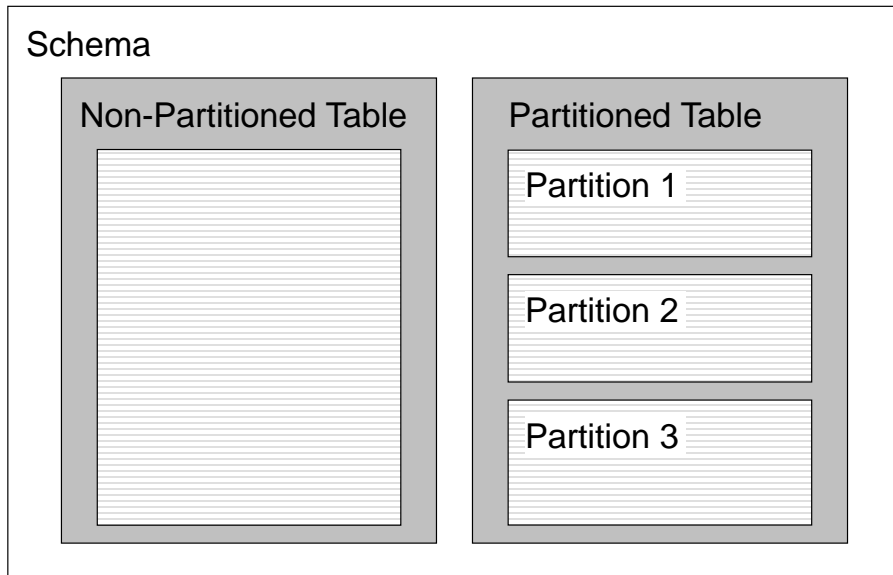 Schema
Non-Partitioned Table
Partitioned Table
Partition 1
Partition 2
Partition 3